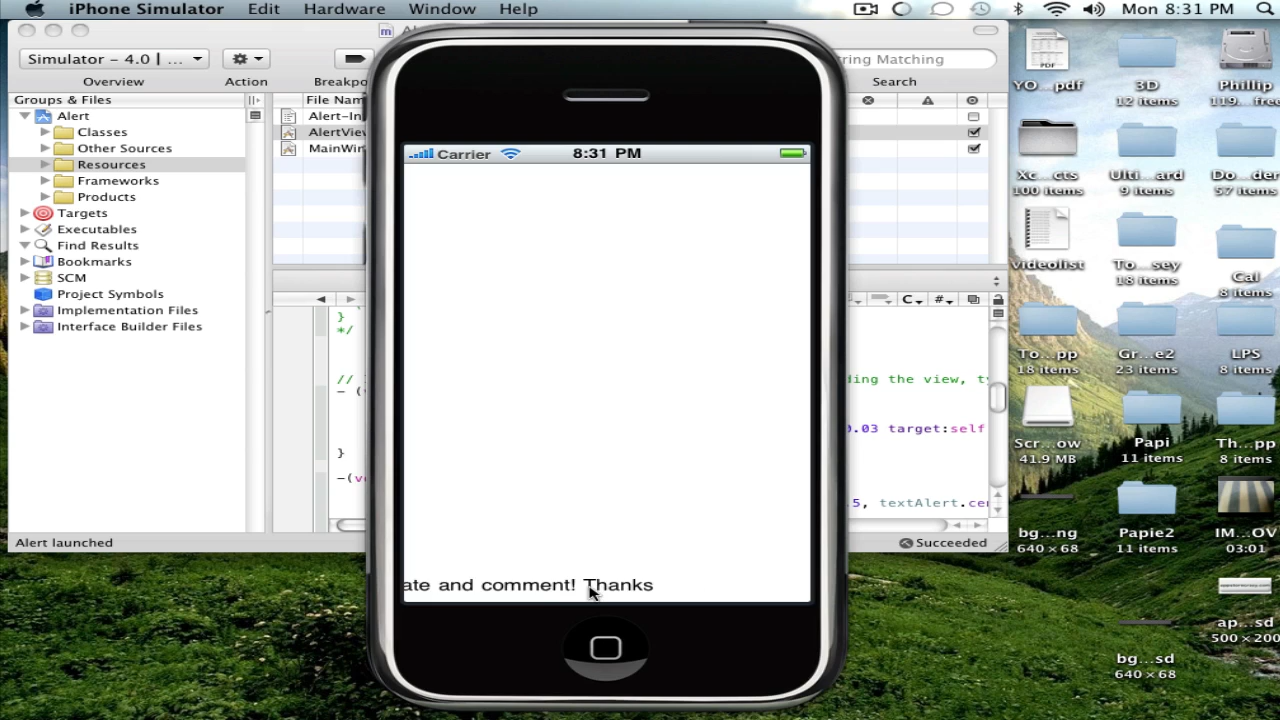 iPhone Simulator Edit Hardware Window Help Mon 8:31 PM
Simulator - 4.0 | ...
ring Matching
Overview Action Breakpo Search
Groups & Files File Nam
Alert Alert-In
Classes AlertView
Other Sources MainWin
Resources
Frameworks
Products
Targets
Executables
Find Results
Bookmarks
SCM
Project Symbols
Implementation Files
Interface Builder Files
Carrier 8:31 PM
C #
}
*/
//
ding the view, ty
- (
0.03 target:self
}
-(v
5, textAlert.cen
ate and comment! Thanks
Alert launched Succeeded
PDF
YO...pdf
3D
12 items
Phillip
119... free
Xc...cts
100 items
Ulti...ard
9 items
Do...der
57 items
videolist
To...sey
18 items
Cal
8 items
To...pp
18 items
Gr...e2
23 items
LPS
8 items
Scr...ow
41.9 MB
Papi
11 items
Th...pp
8 items
bg...ng
640 × 68
Papie2
11 items
IM...OV
03:01
ap...sd
500 × 200
bg...sd
640 × 68